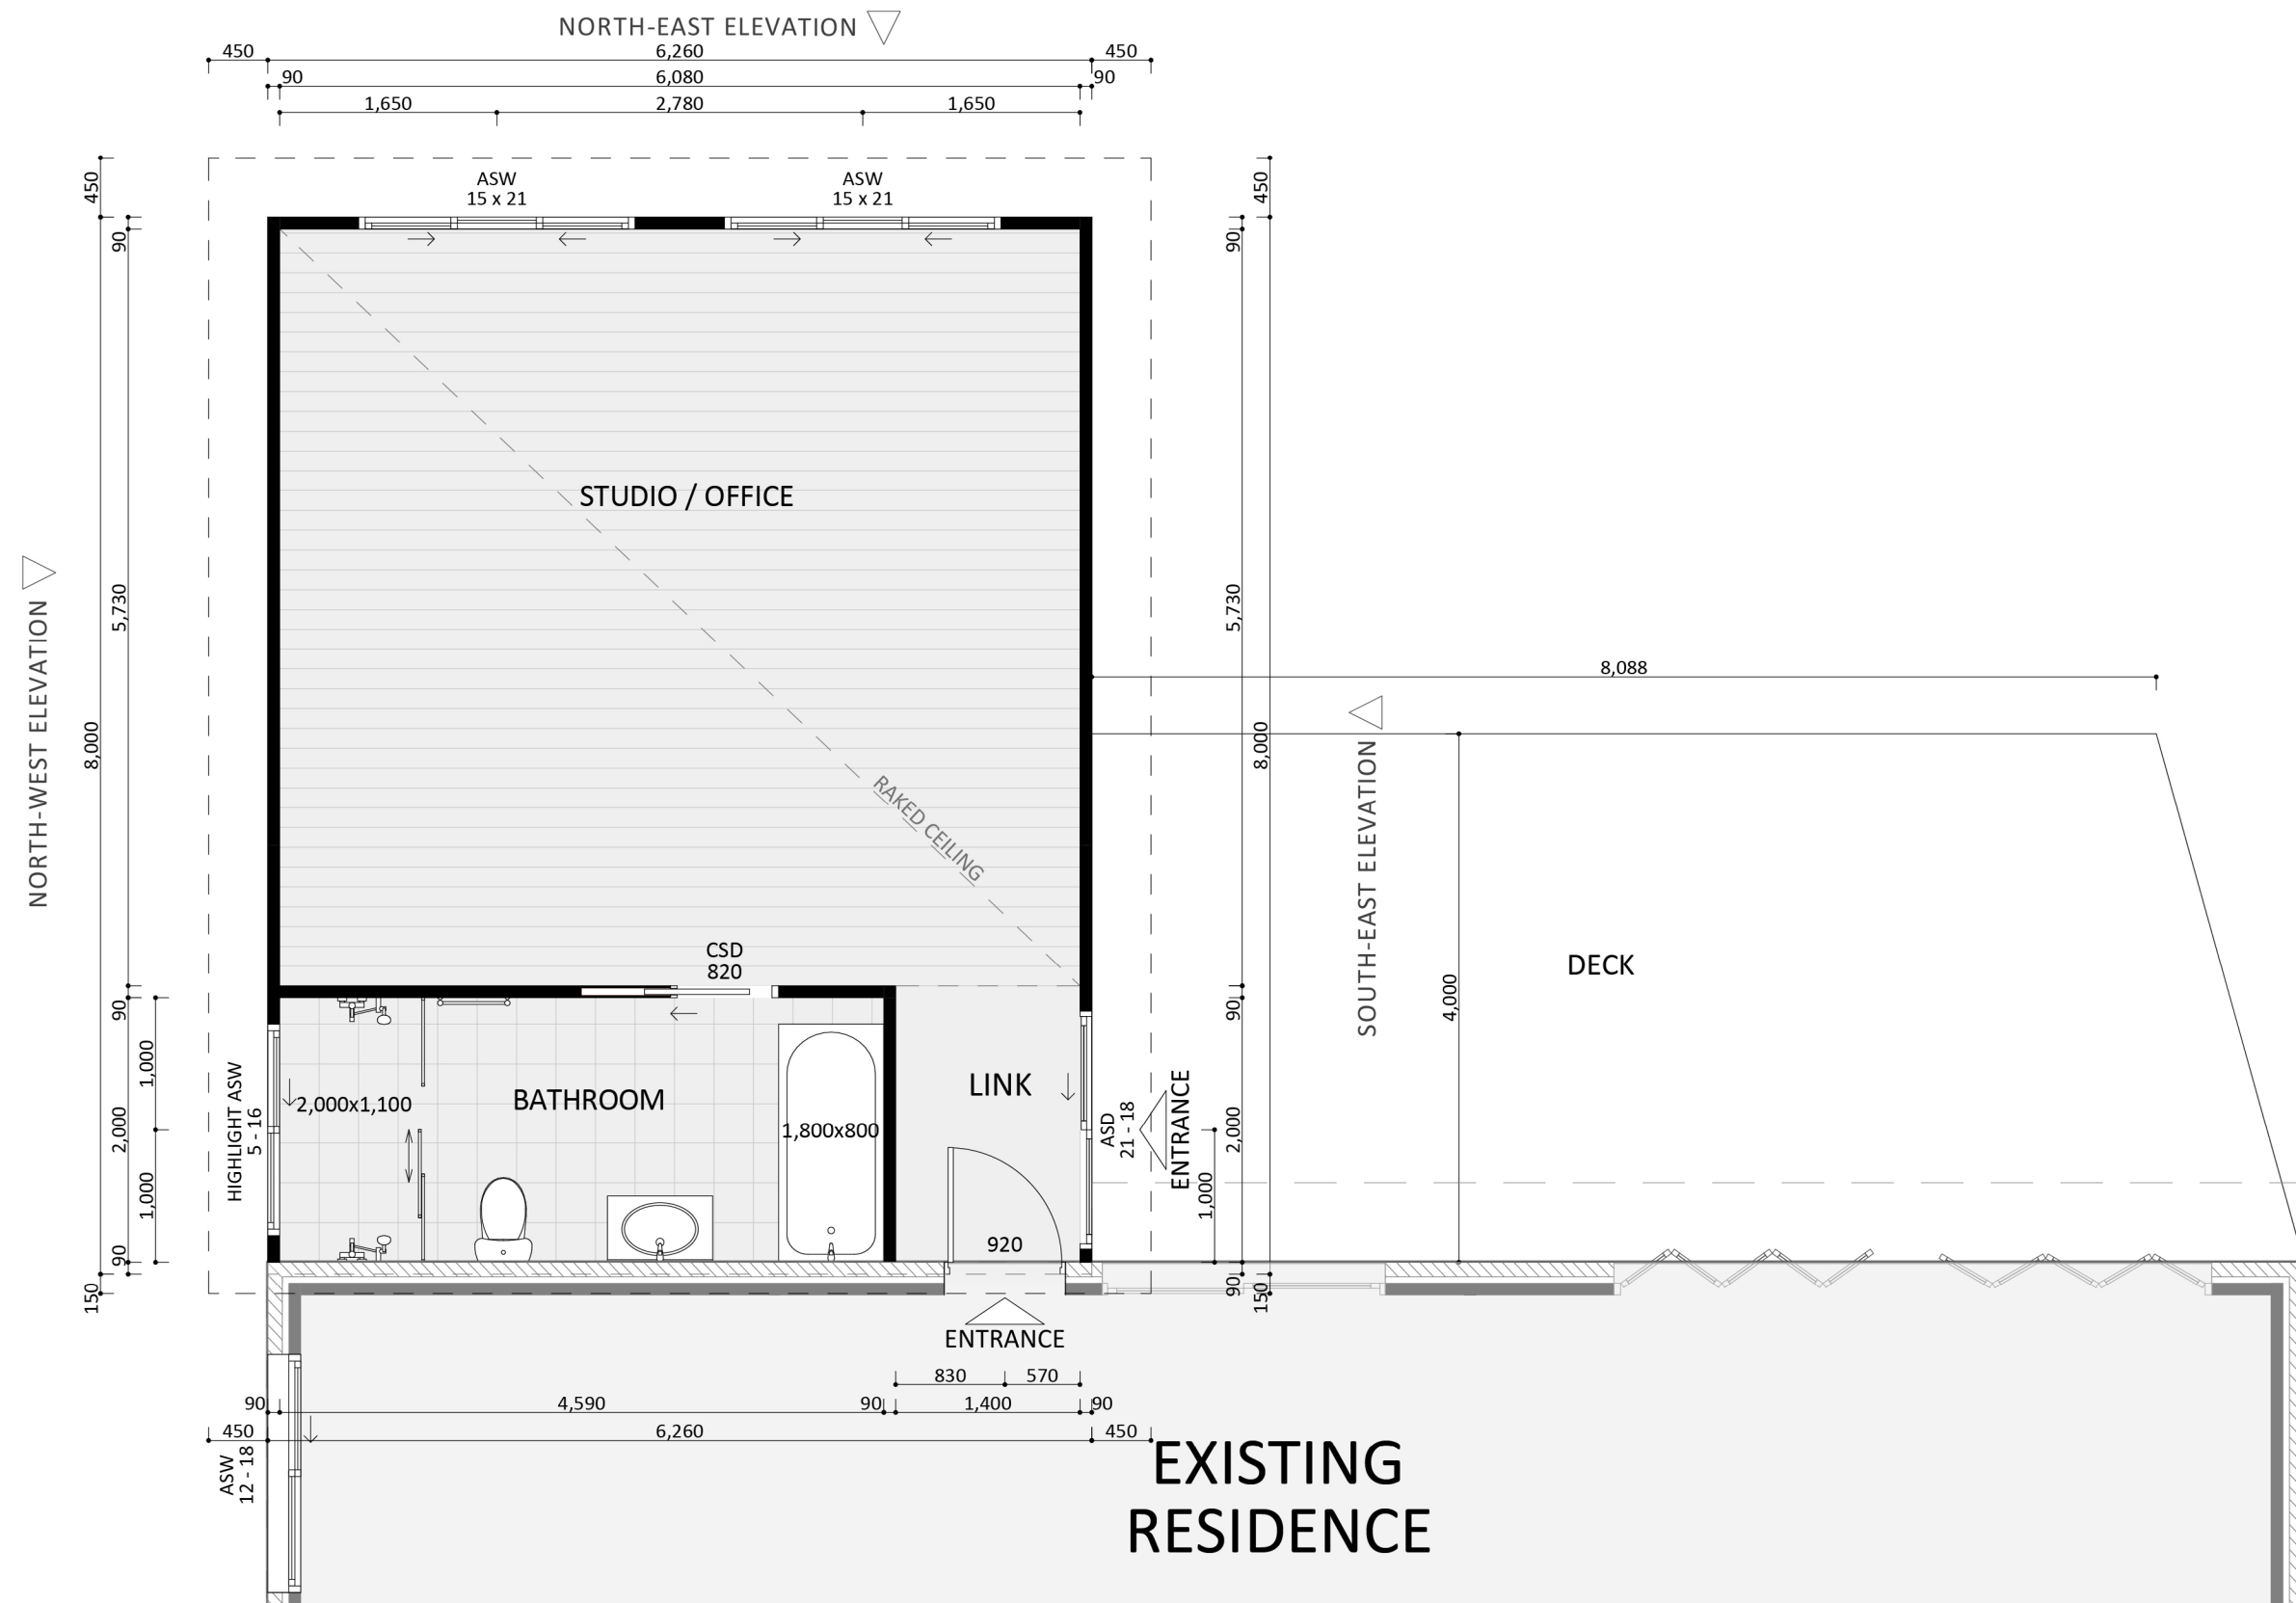 NORTH-EAST ELEVATION
450 6,260 450
90 6,080 90
1,650 2,780 1,650
450
90
5,730
8,000
90
1,000
2,000
1,000
90
150
NORTH-WEST ELEVATION
ASW
15 x 21
ASW
15 x 21
STUDIO / OFFICE
RAKED CEILING
CSD
820
HIGHLIGHT ASW
5 - 16
2,000x1,100
BATHROOM
1,800x800
LINK
920
ASD
21 - 18
ENTRANCE
450
90
5,730
8,000
90
2,000
1,000
90
150
8,088
SOUTH-EAST ELEVATION
4,000
DECK
ENTRANCE
830 570
90 4,590 90 1,400 90
450 6,260 450
ASW
12 - 18
EXISTING
RESIDENCE